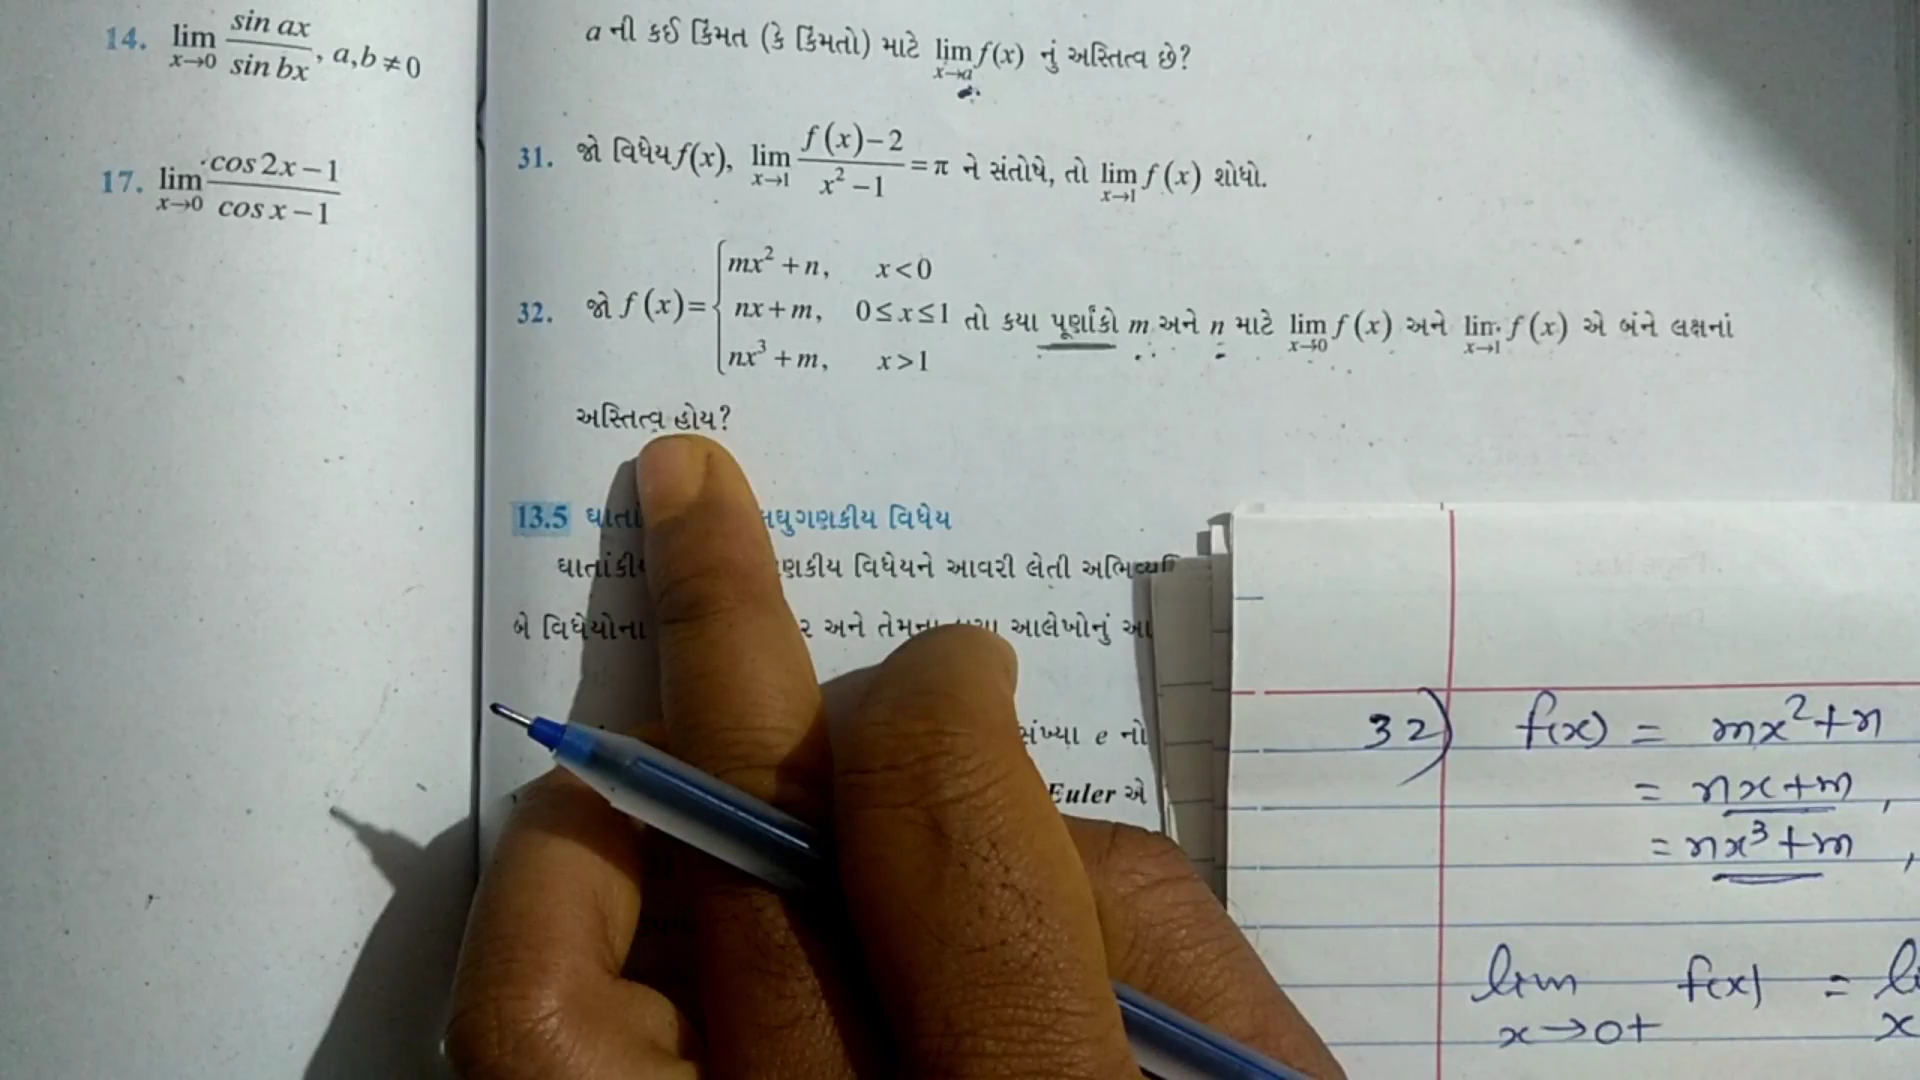 14. lim x→0 sin ax / sin bx , a,b ≠ 0
17. lim x→0 cos 2x – 1 / cos x – 1
a ની કઈ કિંમત (કે કિંમતો) માટે lim x→a f(x) નું અસ્તિત્વ છે?
31. જો વિધેય f(x), lim x→1 f(x) – 2 / x² – 1 = π ને સંતોષે, તો lim x→1 f(x) શોધો.
32. જો f(x) = { mx² + n, x < 0
nx + m, 0 ≤ x ≤ 1 તો કયા પૂર્ણાંકો m અને n માટે lim x→0 f(x) અને lim x→1 f(x) એ બંને લક્ષનાં
nx³ + m, x > 1
અસ્તિત્વ હોય?
13.5 લઘુગણકીય વિધેય
વિધેયને આવરી લેતી
બે વિધેયોના અને તેમના આલેખોનું
સંખ્યા e નો
Euler એ
32) f(x) = mx² + n
= nx + m ,
= nx³ + m ,
lim x→0+ f(x) =